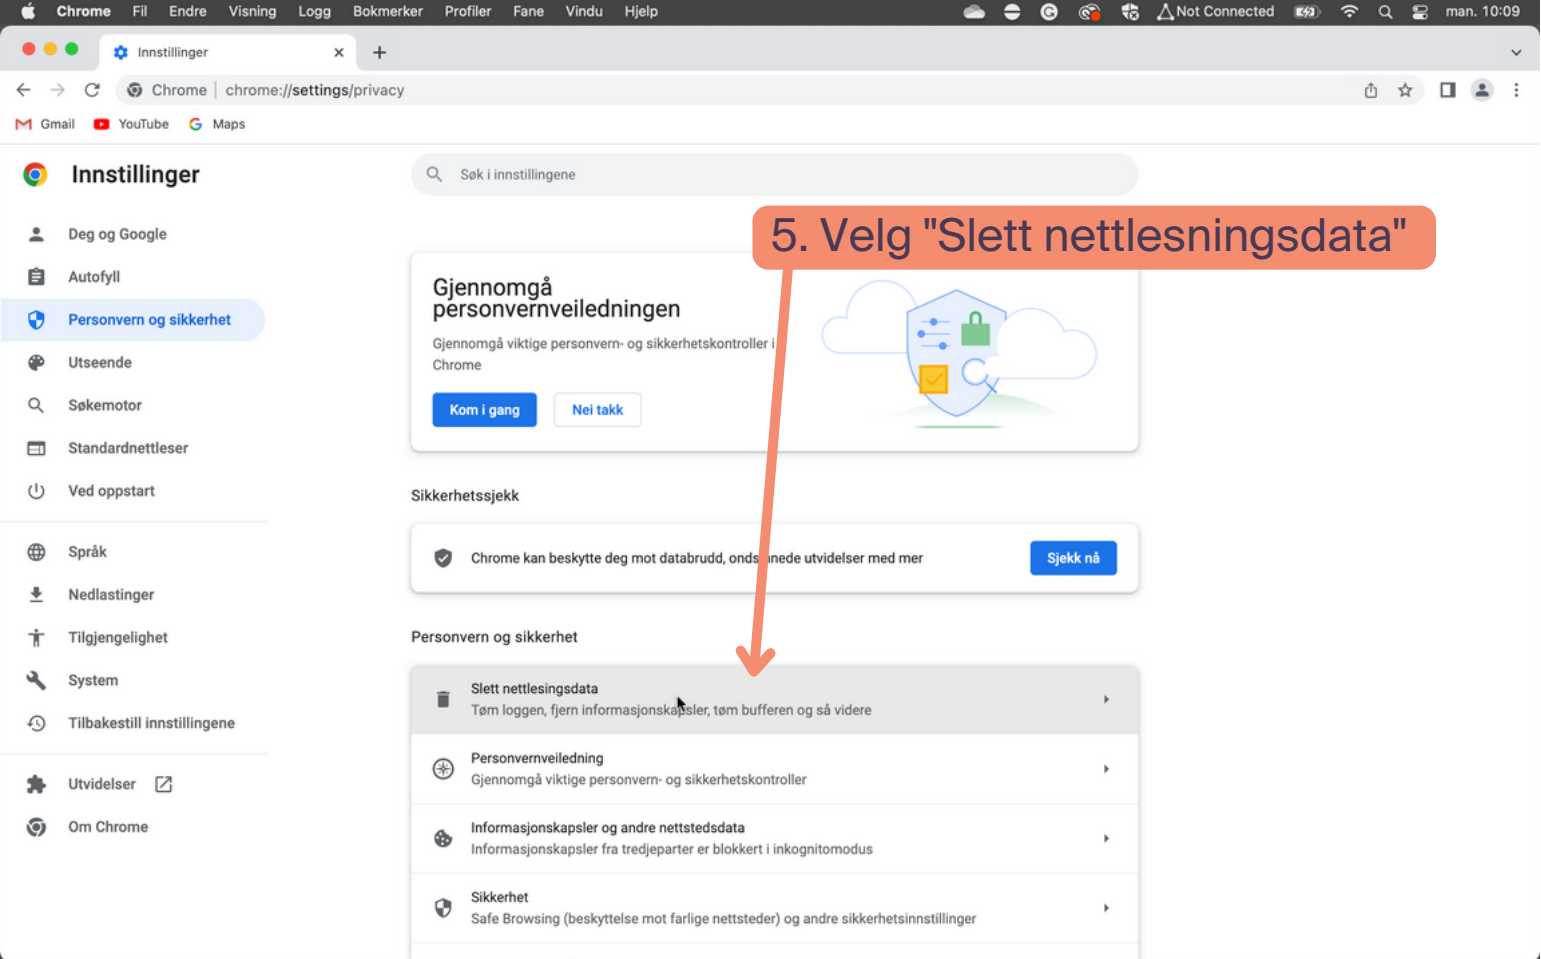 Chrome Fil Endre Visning Logg Bokmerker Profiler Fane Vindu Hjelp Not Connected man. 10:09
Innstillinger
Chrome chrome://settings/privacy
Gmail YouTube Maps
Innstillinger
Søk i innstillingene
5. Velg "Slett nettlesningsdata"
Deg og Google
Autofyll
Personvern og sikkerhet
Utseende
Søkemotor
Standardnettleser
Ved oppstart
Språk
Nedlastinger
Tilgjengelighet
System
Tilbakestill innstillingene
Utvidelser
Om Chrome
Gjennomgå
personvernveiledningen
Gjennomgå viktige personvern- og sikkerhetskontroller i
Chrome
Kom i gang Nei takk
Sikkerhetssjekk
Chrome kan beskytte deg mot databrudd, utvidelser med mer
Sjekk nå
Personvern og sikkerhet
Slett nettlesingsdata
Tøm loggen, fjern informasjonskapsler, tøm bufferen og så videre
Personvernveiledning
Gjennomgå viktige personvern- og sikkerhetskontroller
Informasjonskapsler og andre nettstedsdata
Informasjonskapsler fra tredjeparter er blokkert i inkognitomodus
Sikkerhet
Safe Browsing (beskyttelse mot farlige nettsteder) og andre sikkerhetsinnstillinger